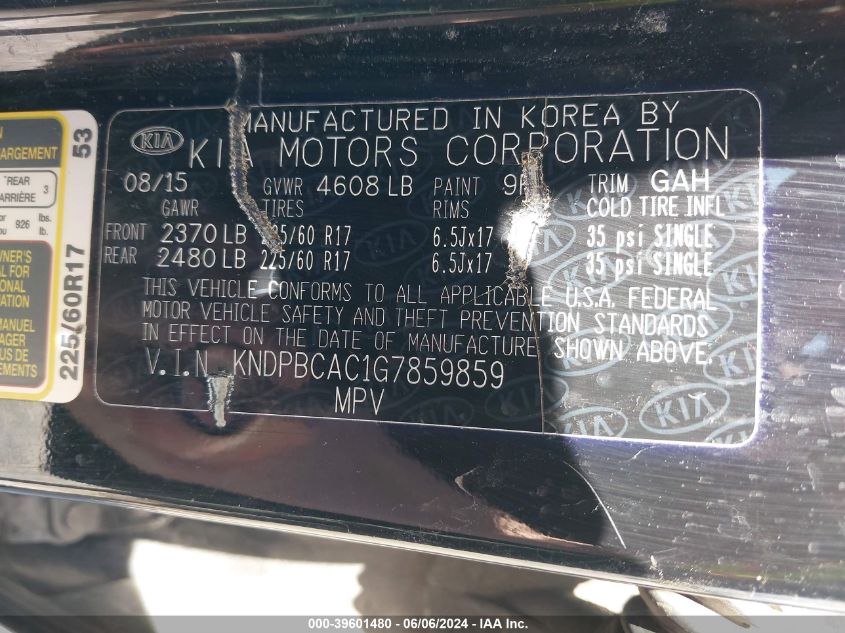 MANUFACTURED IN KOREA BY
KIA KIA MOTORS CORPORATION
08/15 GVWR 4608 LB PAINT TRIM GAH
GAWR TIRES RIMS COLD TIRE INFL
FRONT 2370 LB 225/60 R17 6.5Jx17 35 psi SINGLE
REAR 2480 LB 225/60 R17 6.5Jx17 35 psi SINGLE
THIS VEHICLE CONFORMS TO ALL APPLICABLE U.S.A. FEDERAL
MOTOR VEHICLE SAFETY AND THEFT PREVENTION STANDARDS
IN EFFECT ON THE DATE OF MANUFACTURE SHOWN ABOVE.
V.I.N KNDPBCAC1G7859859
MPV
KIA
53
225/60R17
REAR 3
926 lbs.
kg
000-39601480 - 06/06/2024 - IAA Inc.